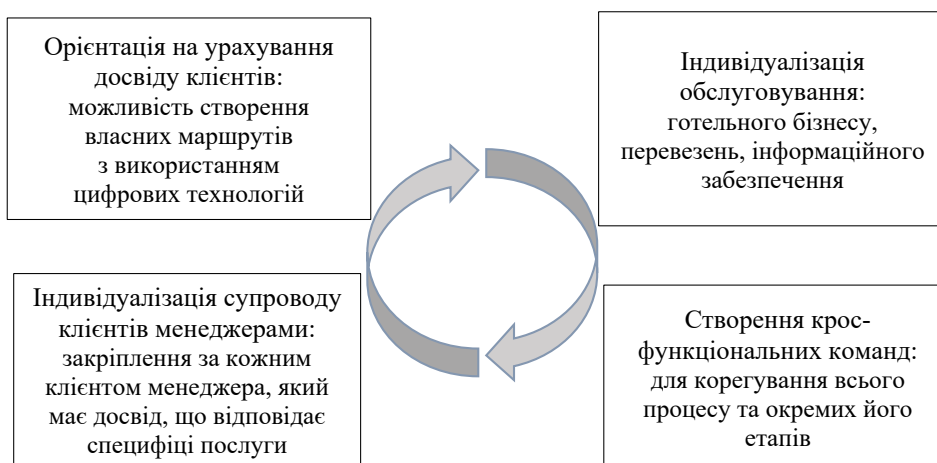 Орієнтація на урахування
досвіду клієнтів:
можливість створення
власних маршрутів
з використанням
цифрових технологій
Індивідуалізація
обслуговування:
готельного бізнесу,
перевезень, інформаційного
забезпечення
Індивідуалізація супроводу
клієнтів менеджерами:
закріплення за кожним
клієнтом менеджера, який
має досвід, що відповідає
специфіці послуги
Створення крос-
функціональних команд:
для корегування всього
процесу та окремих його
етапів